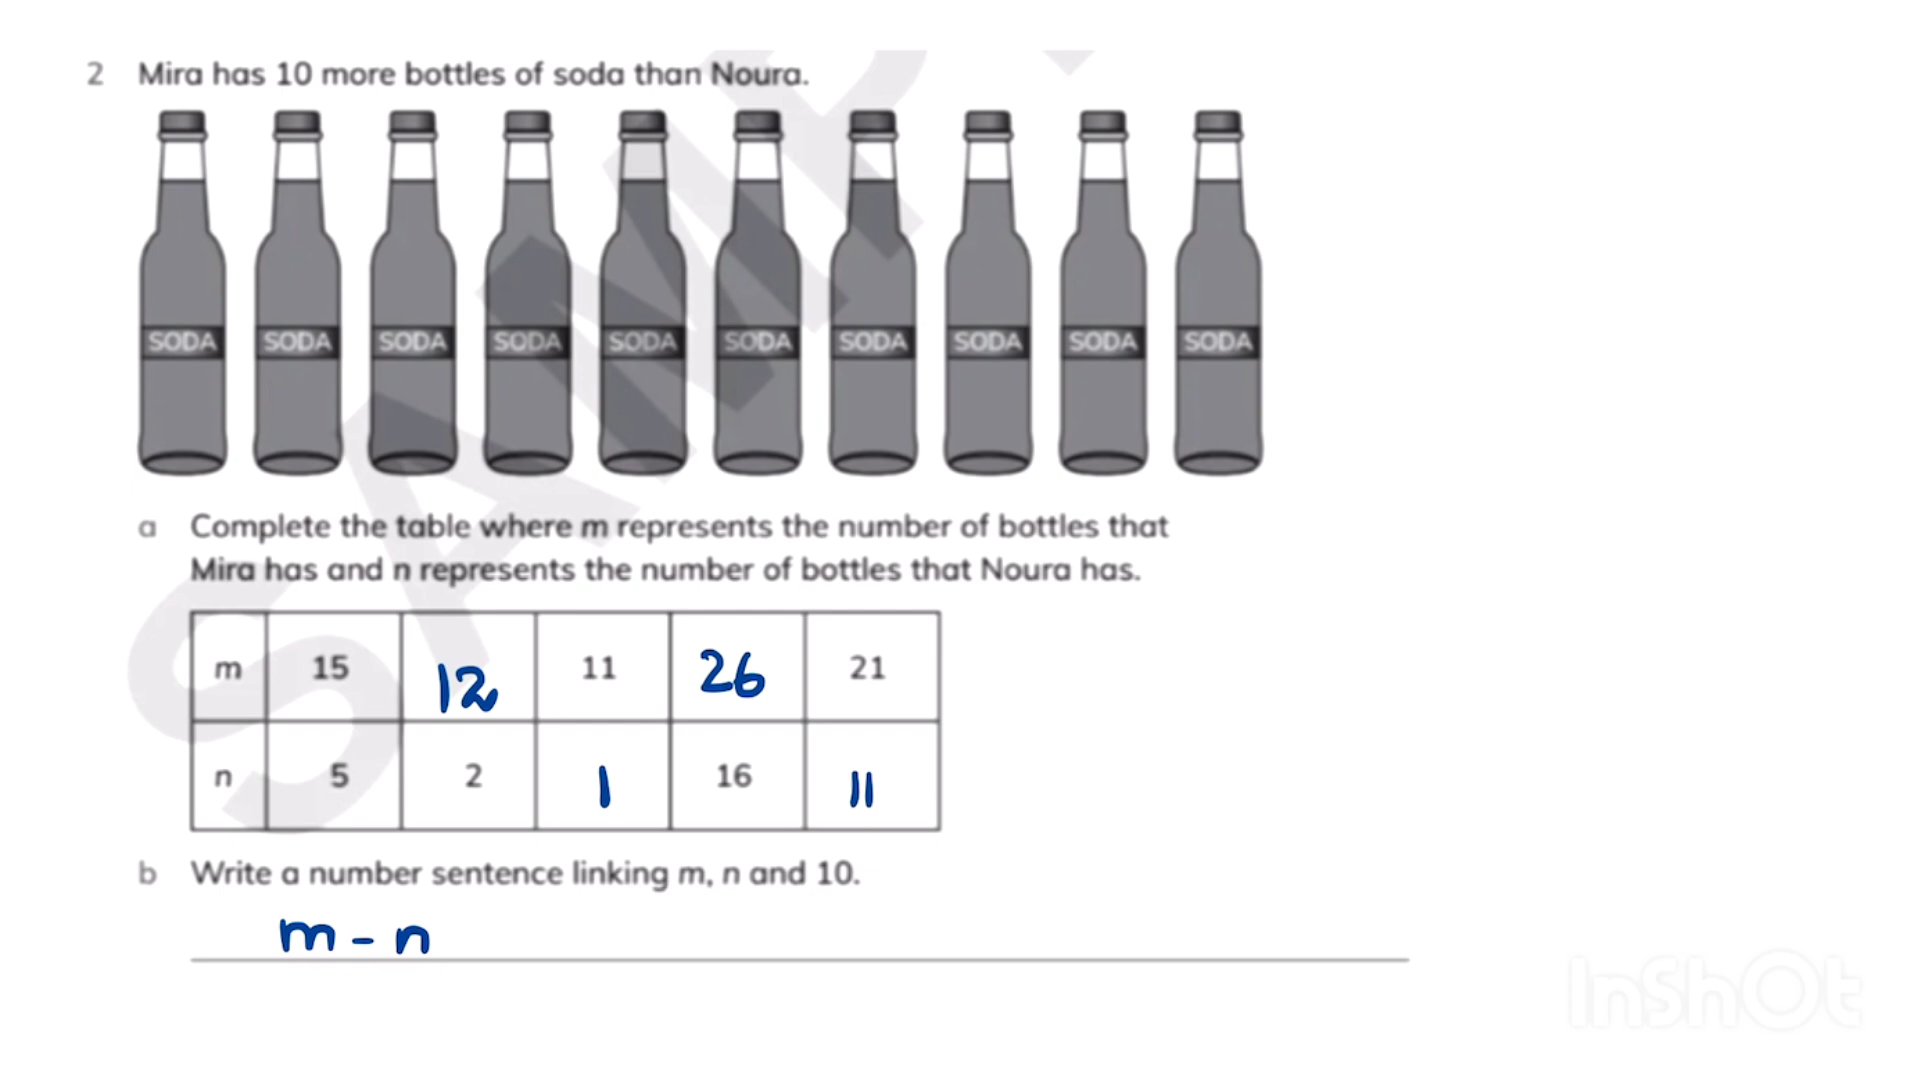 2 Mira has 10 more bottles of soda than Noura.
SODA SODA SODA SODA SODA SODA SODA SODA SODA SODA
a Complete the table where m represents the number of bottles that
Mira has and n represents the number of bottles that Noura has.
m 15 12 11 26 21
n 5 2 1 16 11
b Write a number sentence linking m, n and 10.
m - n
SAMP
InShOt